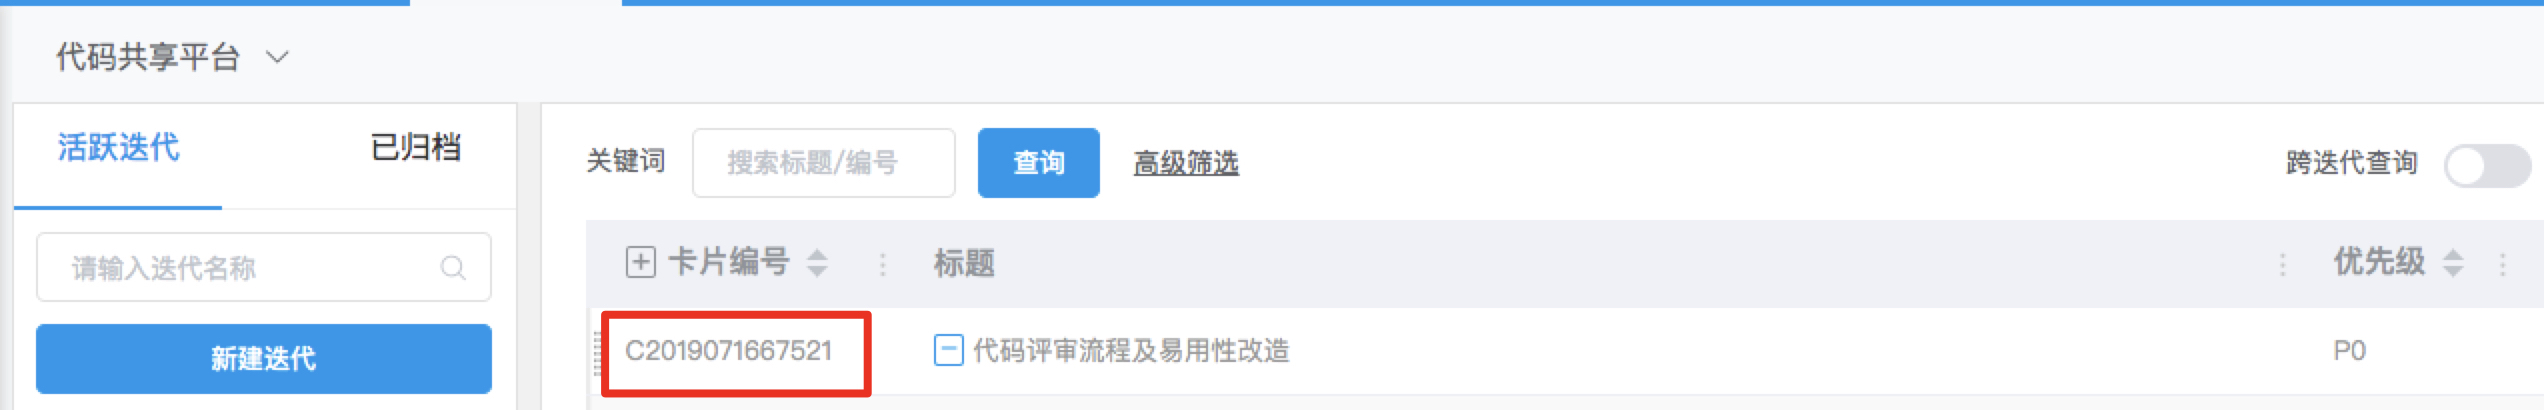 代码共享平台
活跃迭代 已归档
请输入迭代名称
新建迭代
关键词 搜索标题/编号 查询 高级筛选 跨迭代查询
卡片编号 标题 优先级
C2019071667521 代码评审流程及易用性改造 P0